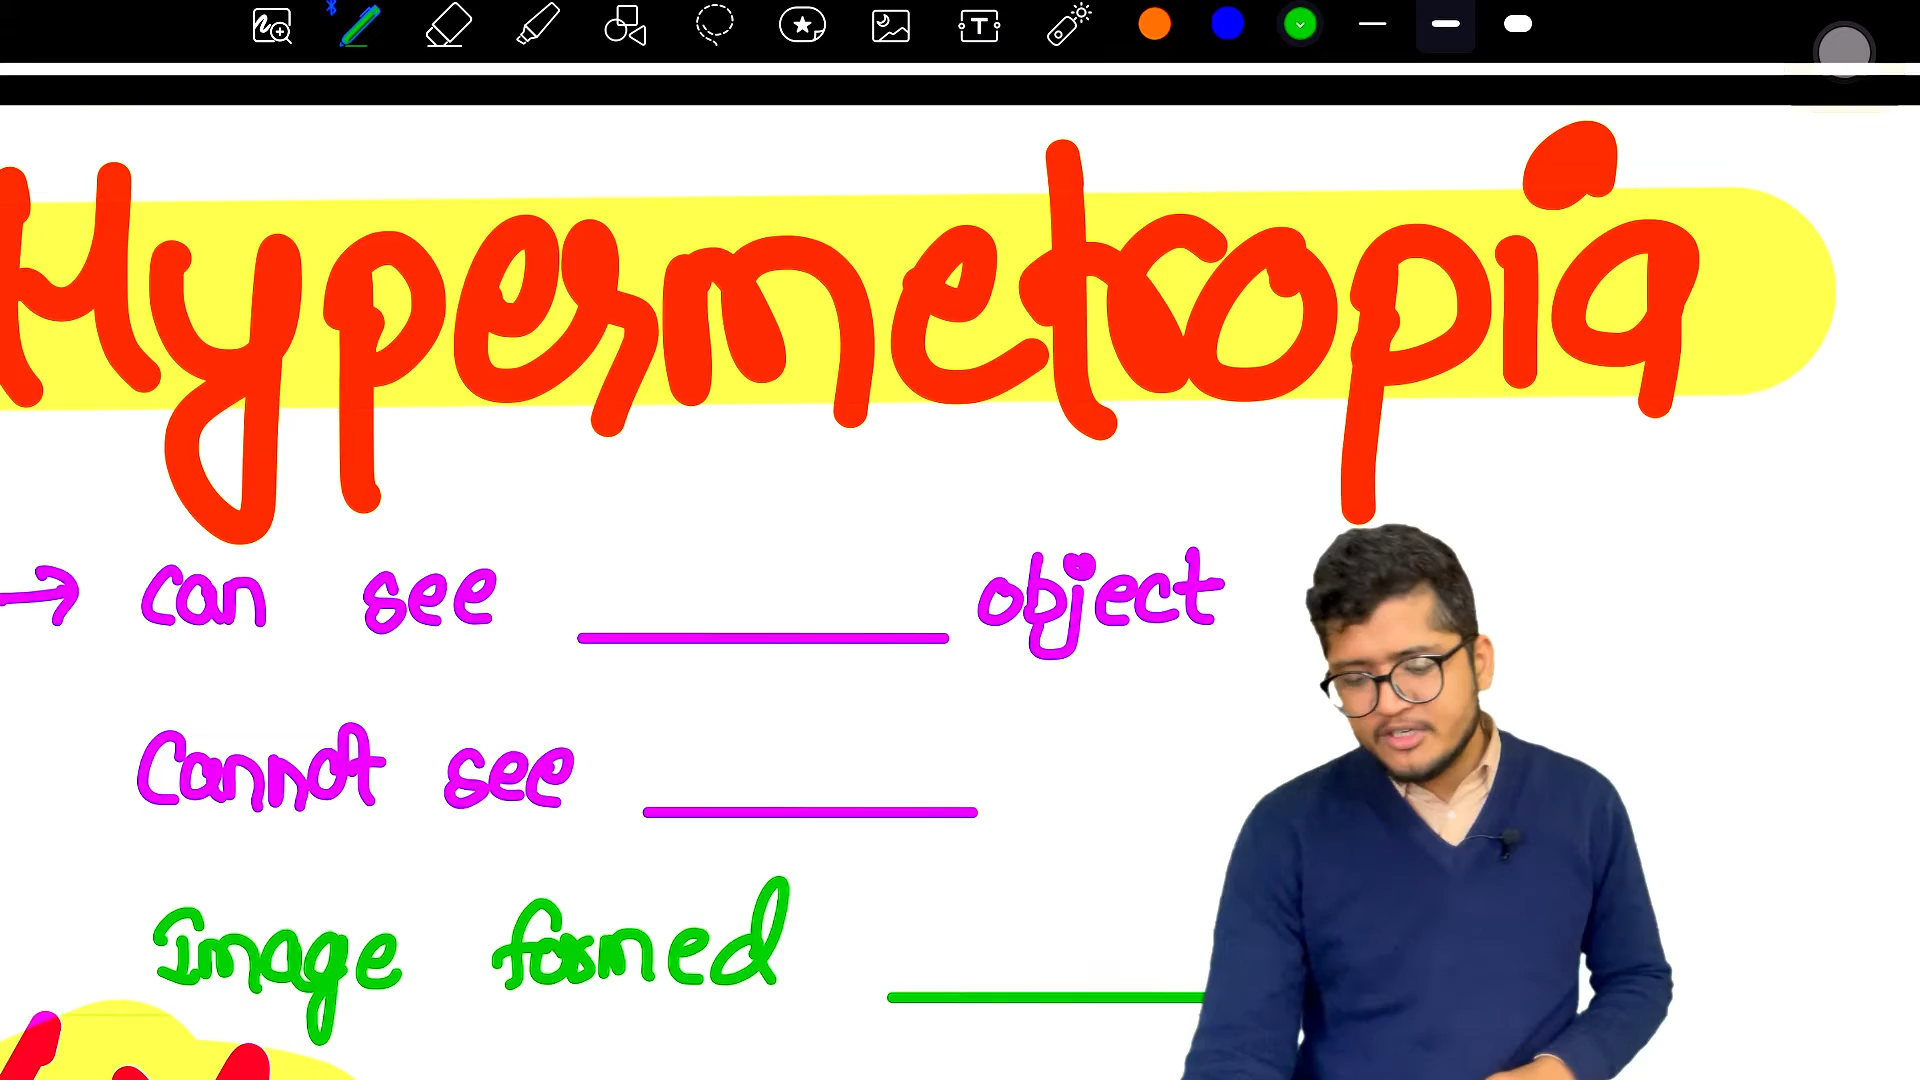 Hypermetropia
→ can see ________ object
Cannot see ________
Image formed ________